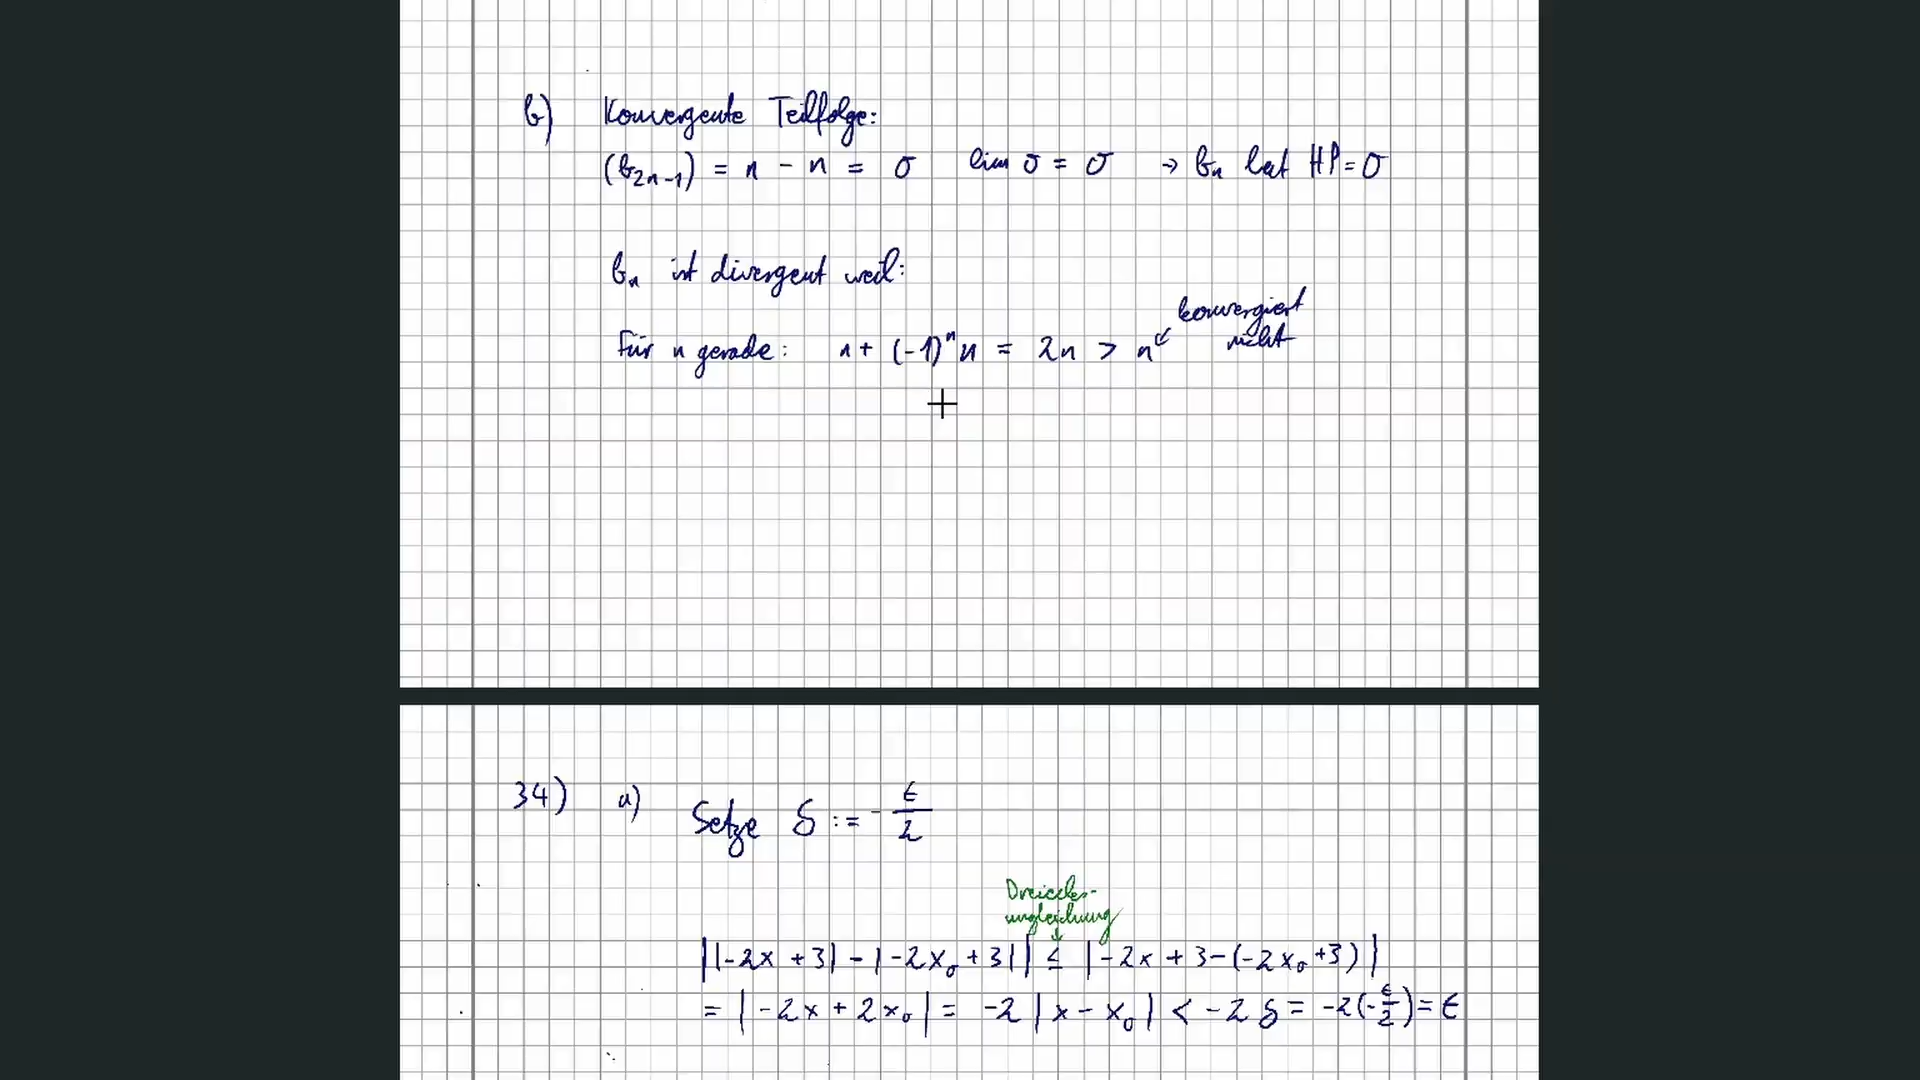 b) Konvergente Teilfolge:
(b₂ₙ₋₁) = n - n = 0 lim 0 = 0 → bₙ hat HP = 0
bₙ ist divergent weil:
konvergiert
nicht
Für n gerade: n + (-1)ⁿ n = 2n > n
34) a) Setze δ := - ε/2
Dreiecks-
ungleichung
||-2x + 3| - |-2x₀ + 3|| ≤ |-2x + 3 - (-2x₀ + 3)|
= |-2x + 2x₀| = -2 |x - x₀| < -2 δ = -2(-ε/2) = ε